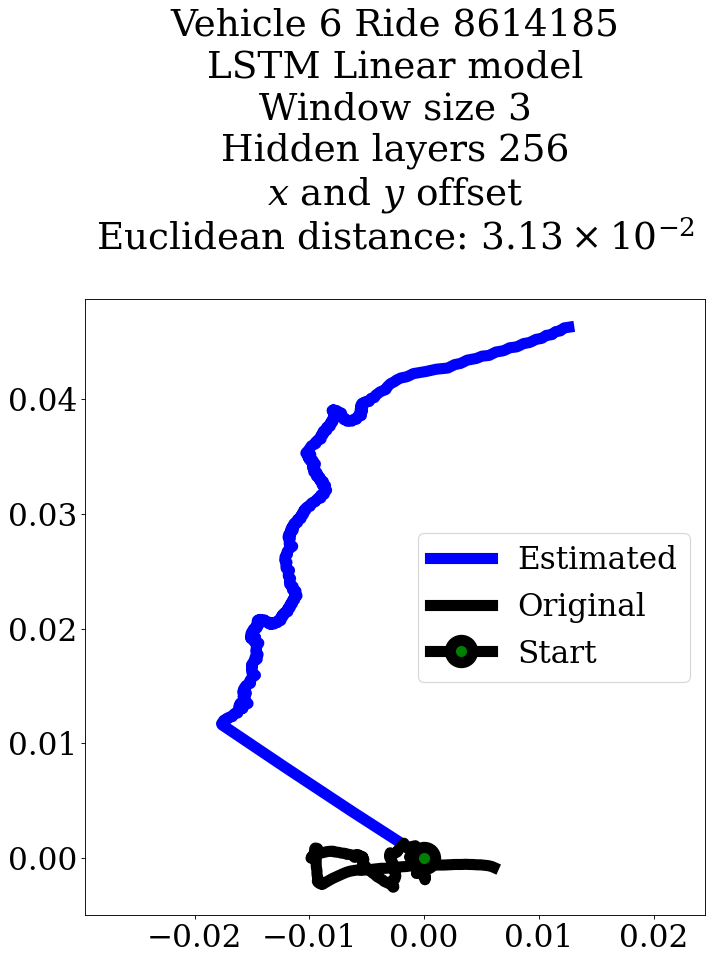 Vehicle 6 Ride 8614185
LSTM Linear model
Window size 3
Hidden layers 256
x and y offset
Euclidean distance: 3.13 × 10⁻²
0.04
0.03
0.02
0.01
0.00
Estimated
Original
Start
−0.02 −0.01 0.00 0.01 0.02